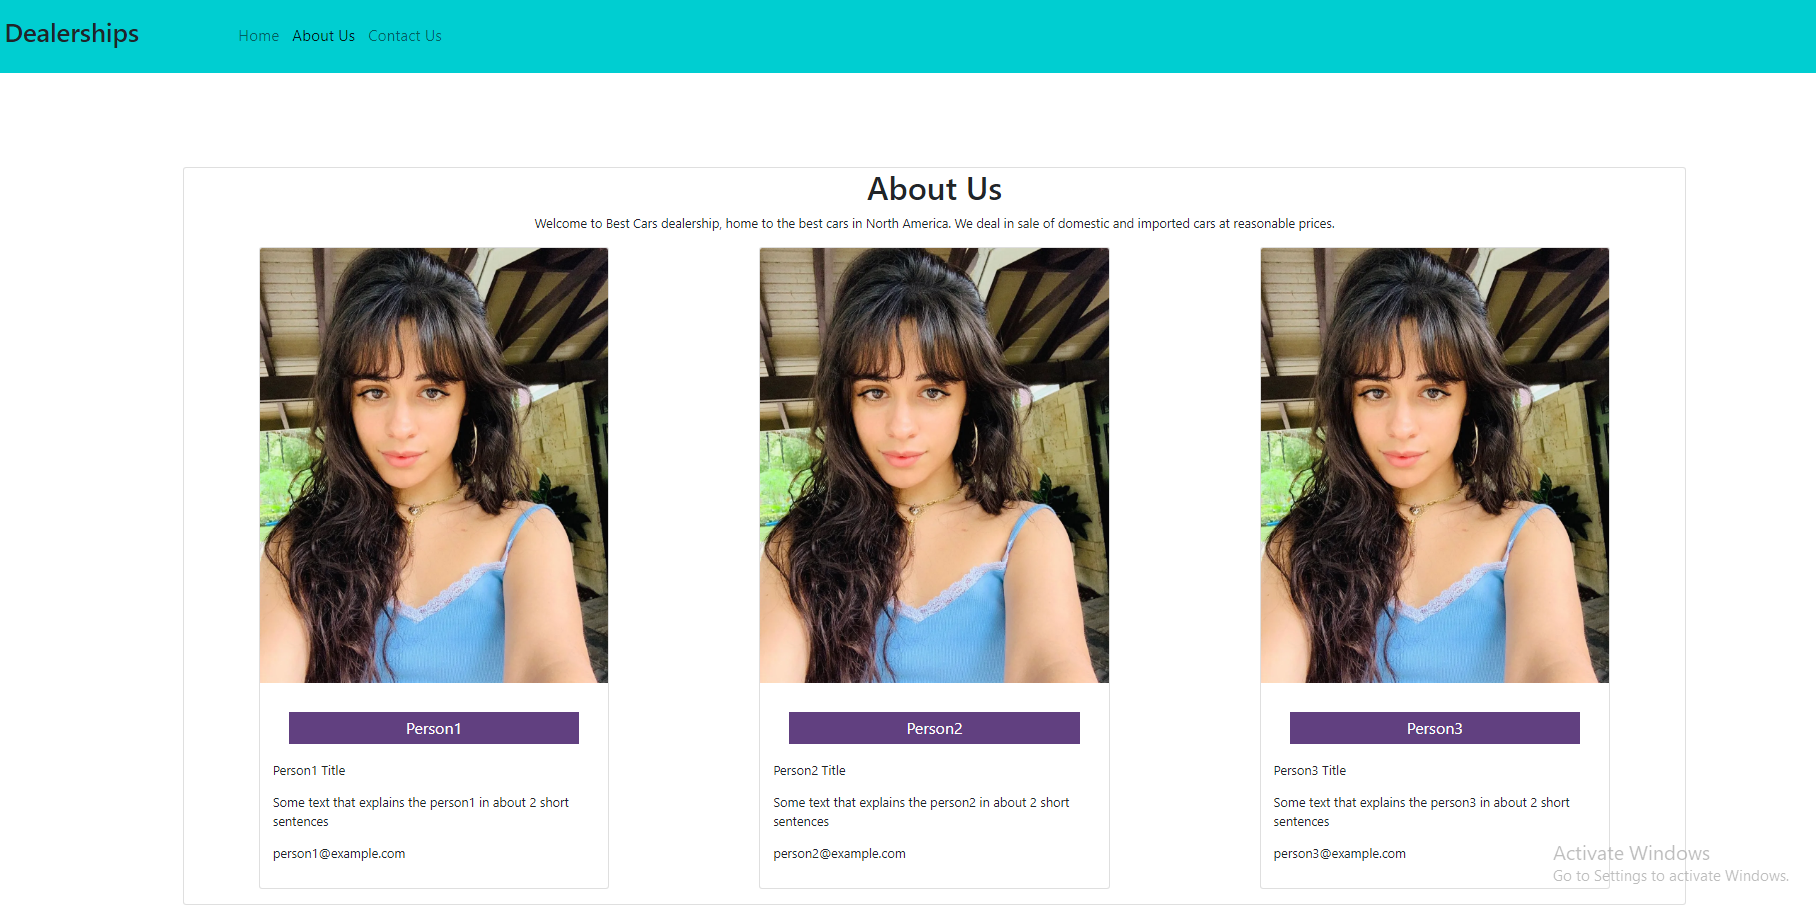 Dealerships
Home About Us Contact Us
About Us
Welcome to Best Cars dealership, home to the best cars in North America. We deal in sale of domestic and imported cars at reasonable prices.
Person1
Person1 Title
Some text that explains the person1 in about 2 short
sentences
person1@example.com
Person2
Person2 Title
Some text that explains the person2 in about 2 short
sentences
person2@example.com
Person3
Person3 Title
Some text that explains the person3 in about 2 short
sentences
person3@example.com
Activate Windows
Go to Settings to activate Windows.